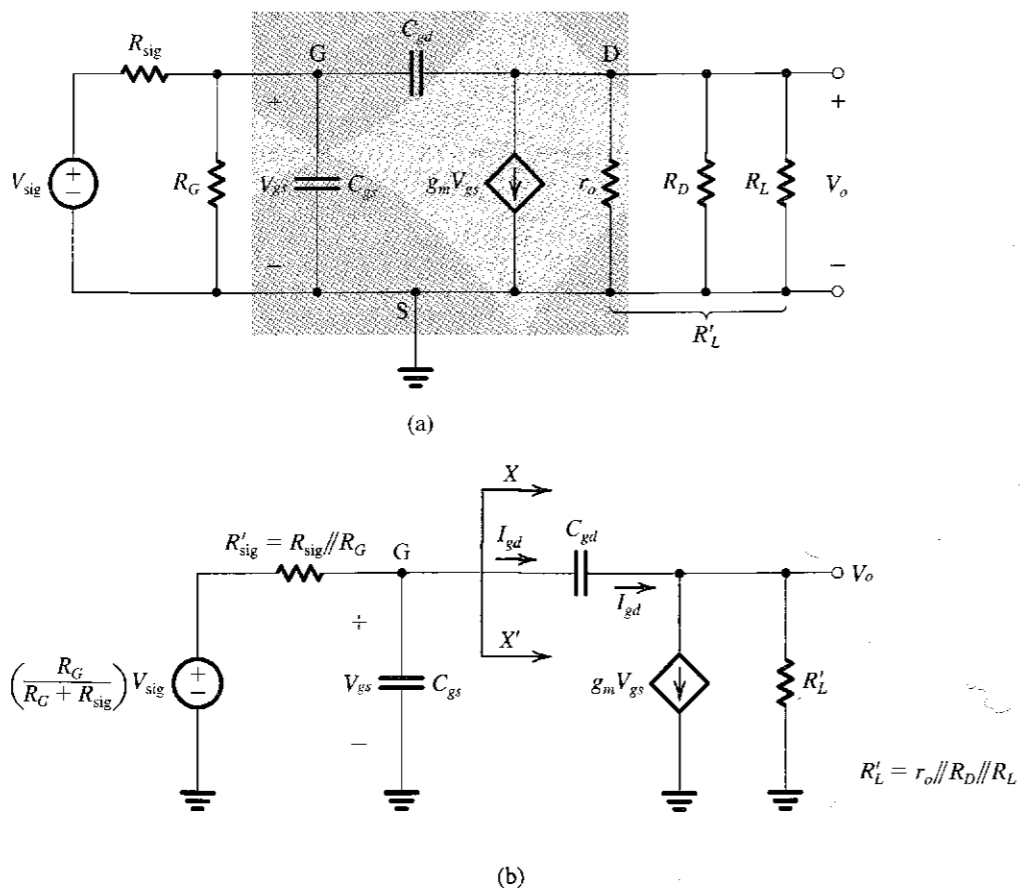 R_sig
G
C_gd
D
+
+
V_sig
+
−
R_G
V_gs
C_gs
g_m V_gs
r_o
R_D
R_L
V_o
−
−
S
R'_L
(a)
X
R'_sig = R_sig//R_G
G
I_gd
C_gd
V_o
I_gd
+
X'
(R_G / (R_G + R_sig)) V_sig
+
−
V_gs
C_gs
g_m V_gs
R'_L
−
R'_L = r_o//R_D//R_L
(b)